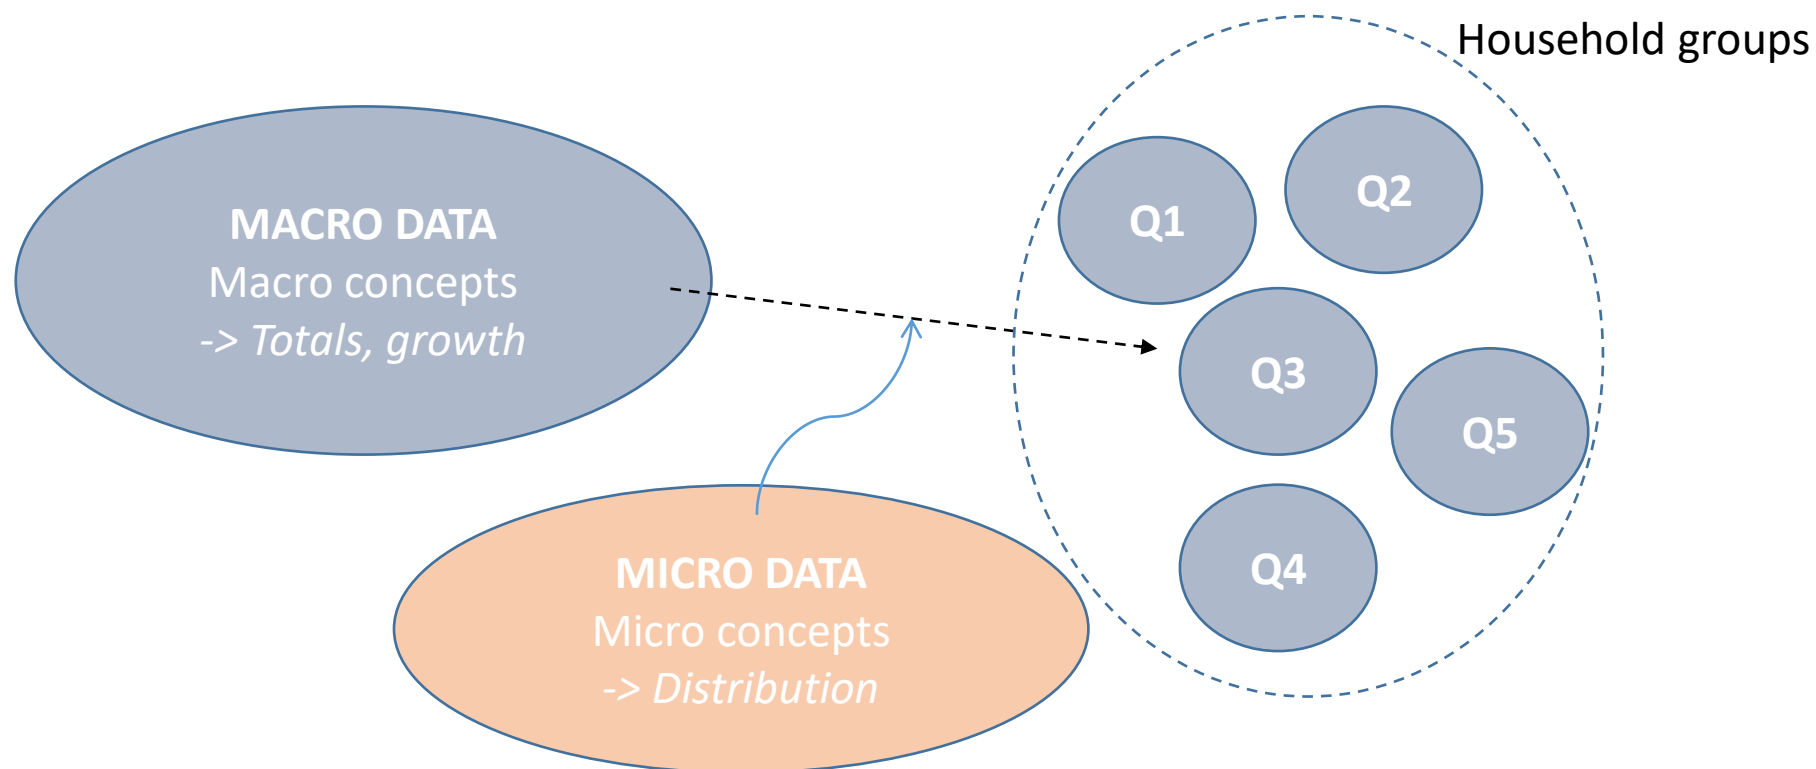 Household groups
MACRO DATA
Macro concepts
-> Totals, growth
Q1
Q2
Q3
Q5
Q4
MICRO DATA
Micro concepts
-> Distribution